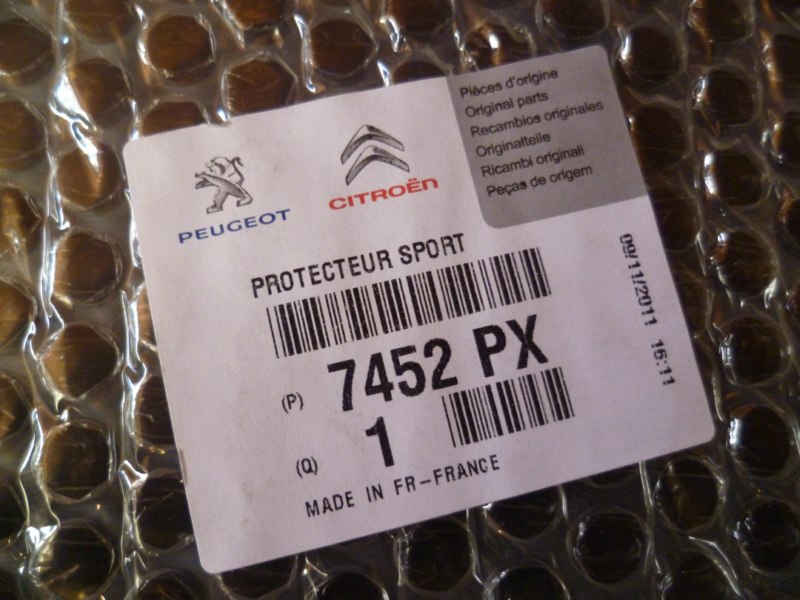 PEUGEOT
CITROËN
Pièces d'origine
Original parts
Recambios originales
Originalteile
Ricambi originali
Peças de origem
PROTECTEUR SPORT
(P) 7452 PX
(Q) 1
MADE IN FR-FRANCE
09/11/2011 15:11